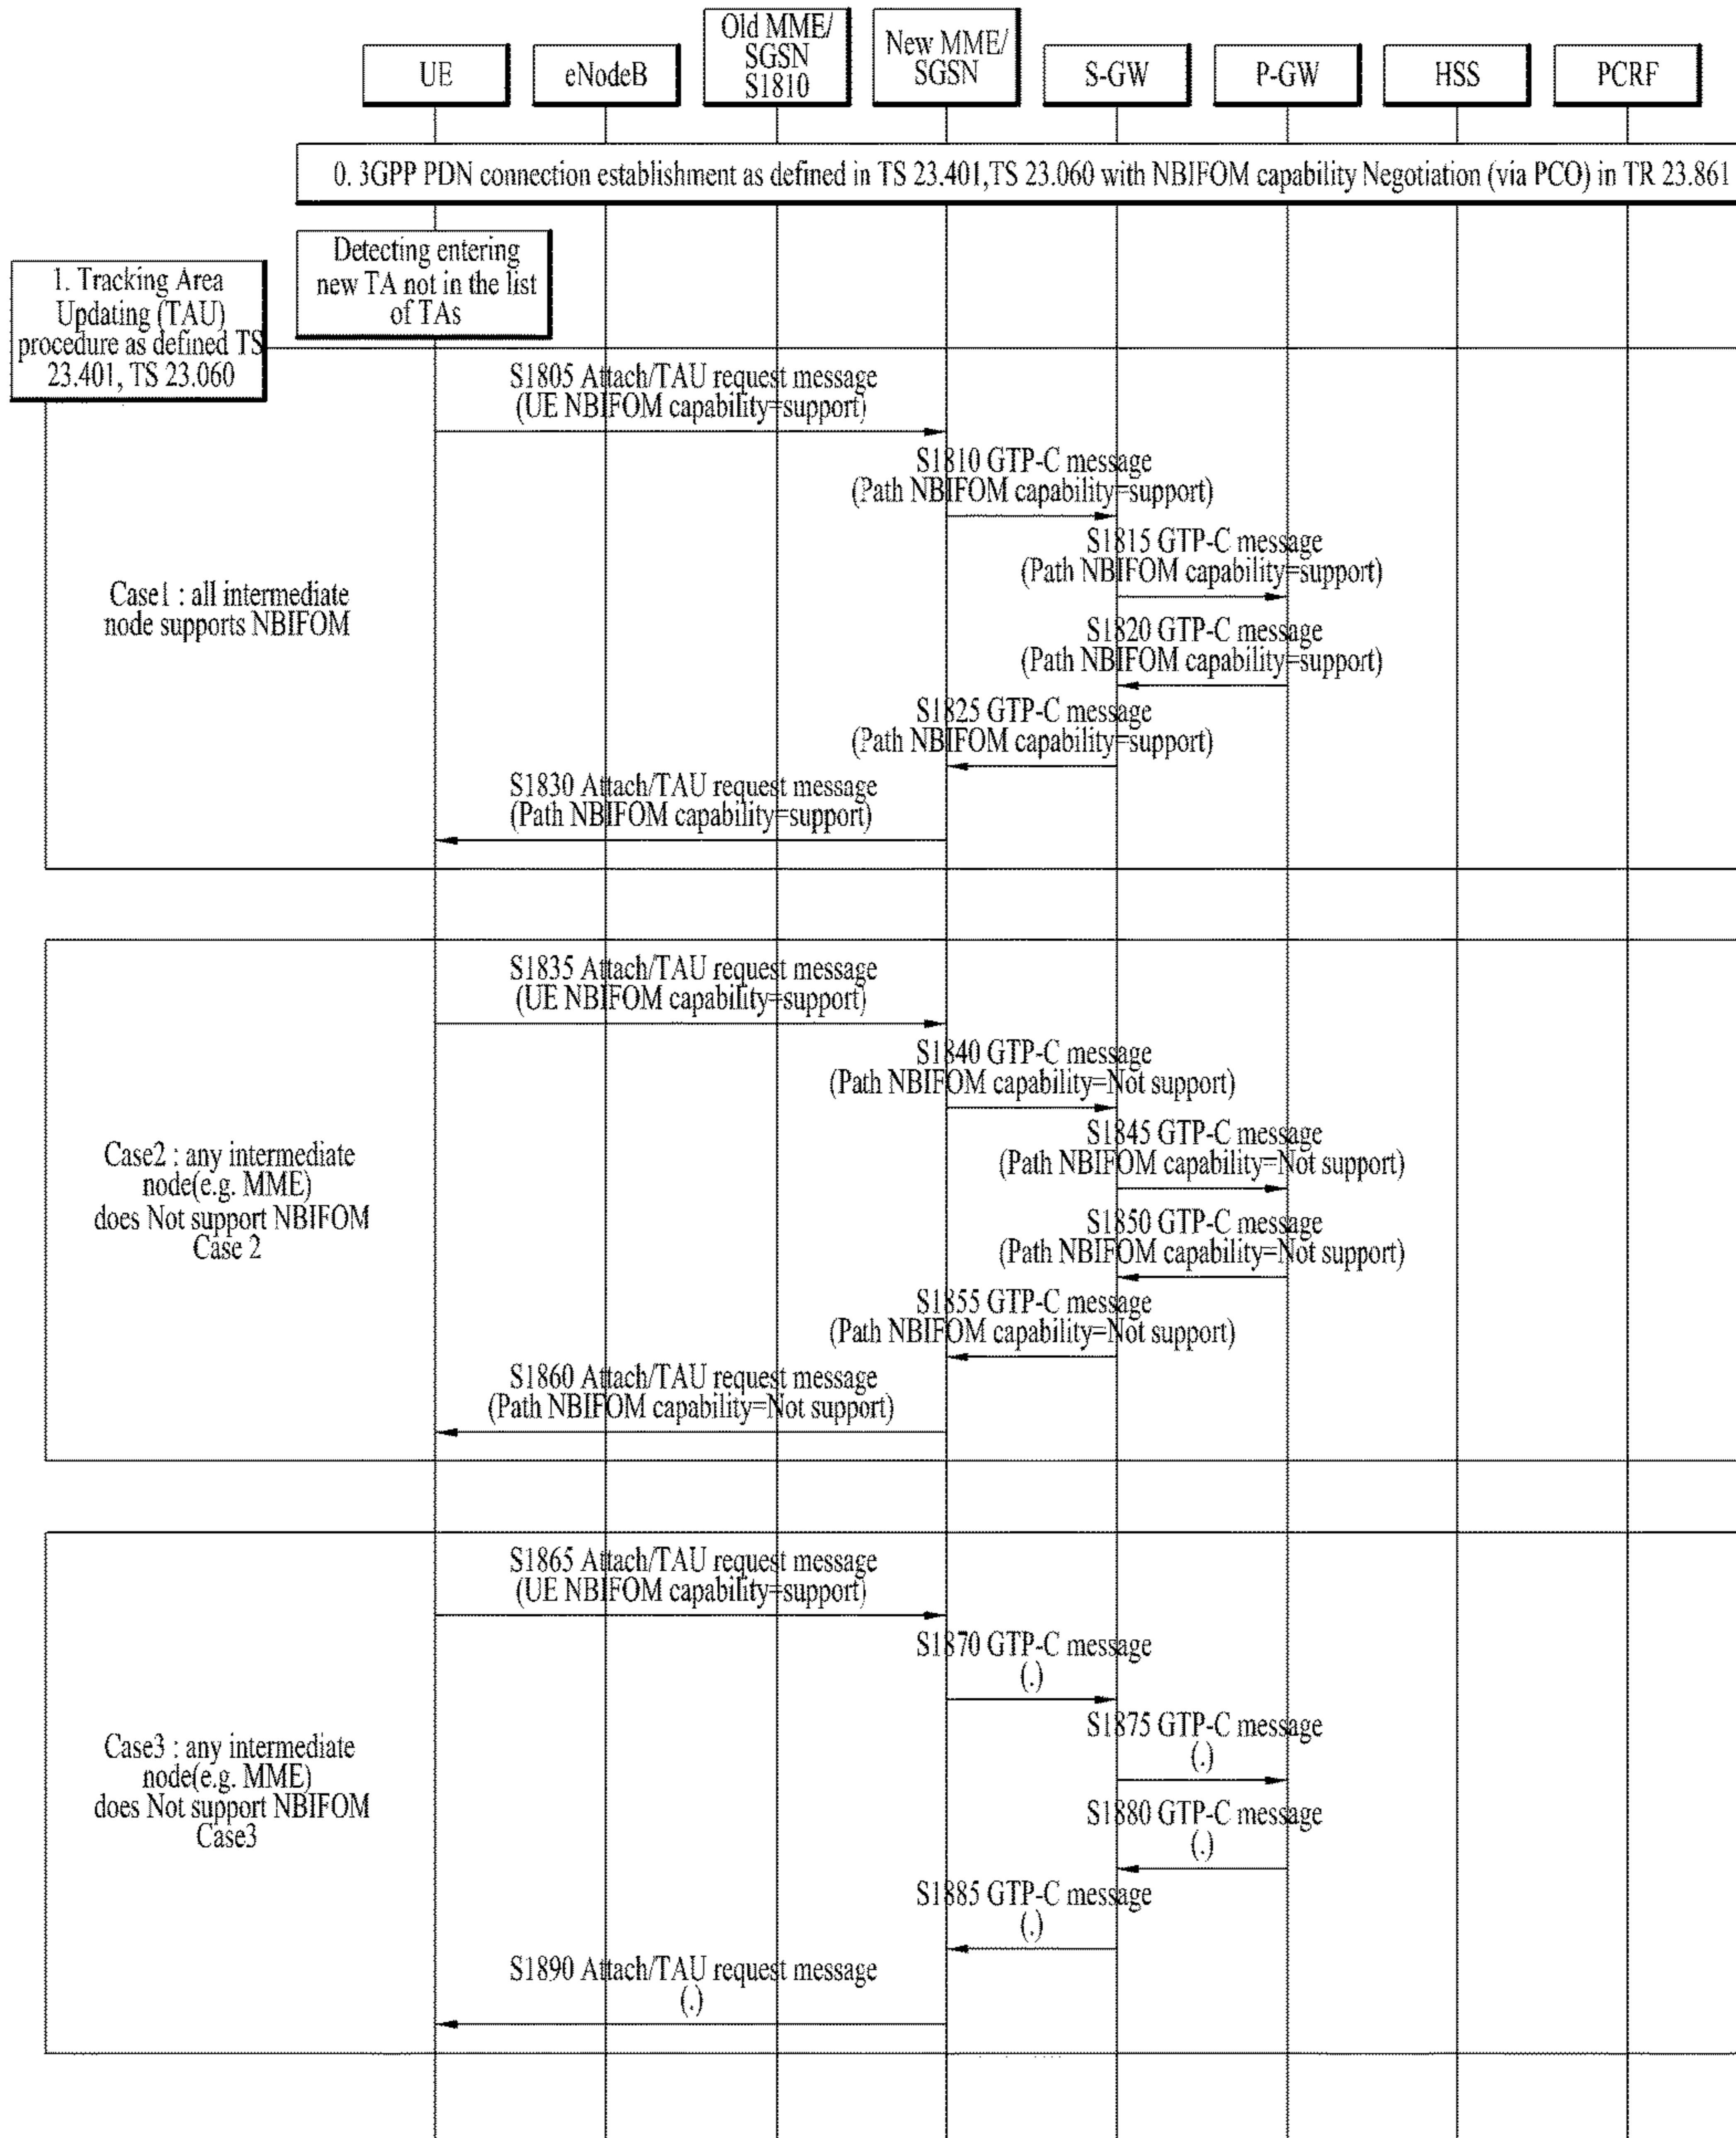 UE
eNodeB
Old MME/
SGSN
S1810
New MME/
SGSN
S-GW
P-GW
HSS
PCRF
0. 3GPP PDN connection establishment as defined in TS 23.401,TS 23.060 with NBIFOM capability Negotiation (via PCO) in TR 23.861
Detecting entering
new TA not in the list
of TAs
1. Tracking Area
Updating (TAU)
procedure as defined TS
23.401, TS 23.060
S1805 Attach/TAU request message
(UE NBIFOM capability=support)
S1810 GTP-C message
(Path NBIFOM capability=support)
S1815 GTP-C message
(Path NBIFOM capability=support)
Case1 : all intermediate
node supports NBIFOM
S1820 GTP-C message
(Path NBIFOM capability=support)
S1825 GTP-C message
(Path NBIFOM capability=support)
S1830 Attach/TAU request message
(Path NBIFOM capability=support)
S1835 Attach/TAU request message
(UE NBIFOM capability=support)
S1840 GTP-C message
(Path NBIFOM capability=Not support)
S1845 GTP-C message
(Path NBIFOM capability=Not support)
Case2 : any intermediate
node(e.g. MME)
does Not support NBIFOM
Case 2
S1850 GTP-C message
(Path NBIFOM capability=Not support)
S1855 GTP-C message
(Path NBIFOM capability=Not support)
S1860 Attach/TAU request message
(Path NBIFOM capability=Not support)
S1865 Attach/TAU request message
(UE NBIFOM capability=support)
S1870 GTP-C message
(.)
S1875 GTP-C message
(.)
Case3 : any intermediate
node(e.g. MME)
does Not support NBIFOM
Case3
S1880 GTP-C message
(.)
S1885 GTP-C message
(.)
S1890 Attach/TAU request message
(.)